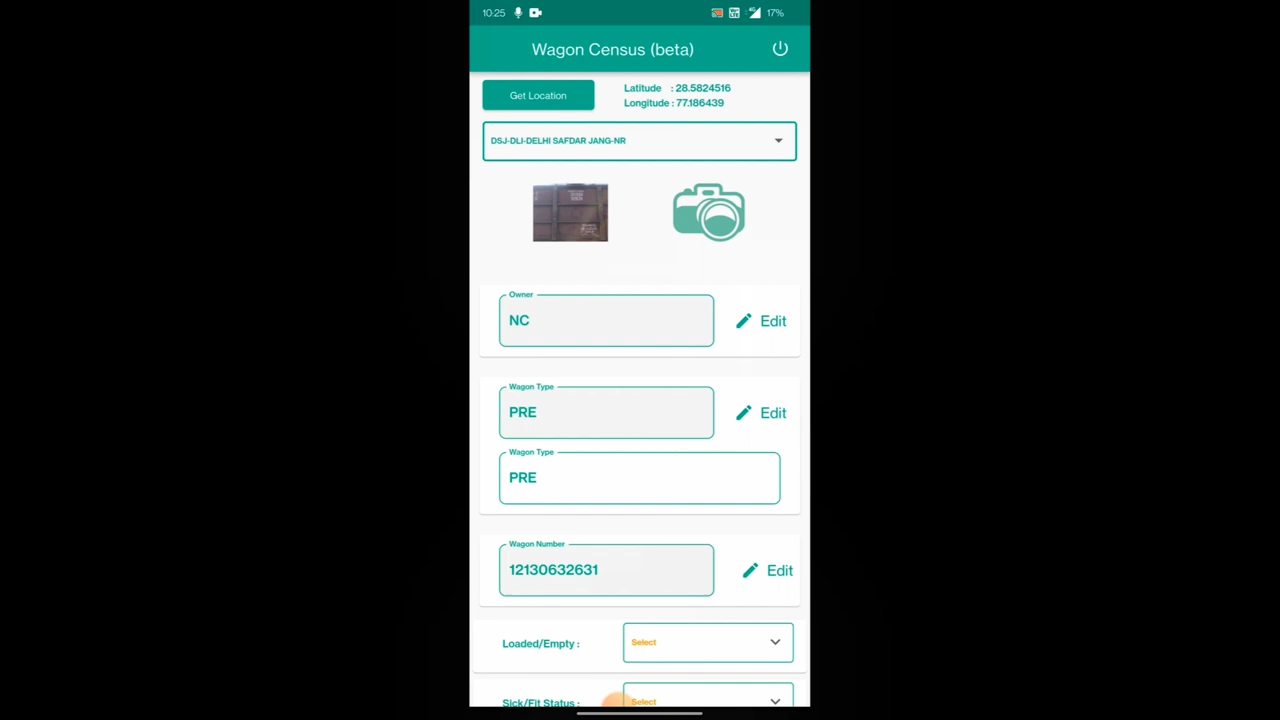 10:25 17%
Wagon Census (beta)
Get Location
Latitude : 28.5824516
Longitude : 77.186439
DSJ-DLI-DELHI SAFDAR JANG-NR
Owner
NC
Edit
Wagon Type
PRE
Edit
Wagon Type
PRE
Wagon Number
12130632631
Edit
Loaded/Empty :
Select
Sick/Fit Status :
Select